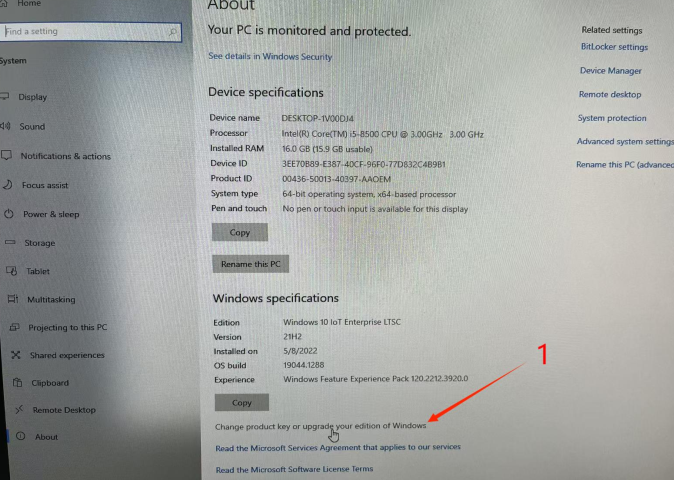 Home
Find a setting
System
Display
Sound
Notifications & actions
Focus assist
Power & sleep
Storage
Tablet
Multitasking
Projecting to this PC
Shared experiences
Clipboard
Remote Desktop
About
About
Your PC is monitored and protected.
See details in Windows Security
Device specifications
Device name DESKTOP-1V00DJ4
Processor Intel(R) Core(TM) i5-8500 CPU @ 3.00GHz 3.00 GHz
Installed RAM 16.0 GB (15.9 GB usable)
Device ID 3EE70B89-E387-40CF-96F0-77D832C4B9B1
Product ID 00436-50013-40397-AAOEM
System type 64-bit operating system, x64-based processor
Pen and touch No pen or touch input is available for this display
Copy
Rename this PC
Windows specifications
Edition Windows 10 IoT Enterprise LTSC
Version 21H2
Installed on 5/8/2022
OS build 19044.1288
Experience Windows Feature Experience Pack 120.2212.3920.0
1
Copy
Change product key or upgrade your edition of Windows
Read the Microsoft Services Agreement that applies to our services
Read the Microsoft Software License Terms
Related settings
BitLocker settings
Device Manager
Remote desktop
System protection
Advanced system settings
Rename this PC (advanced